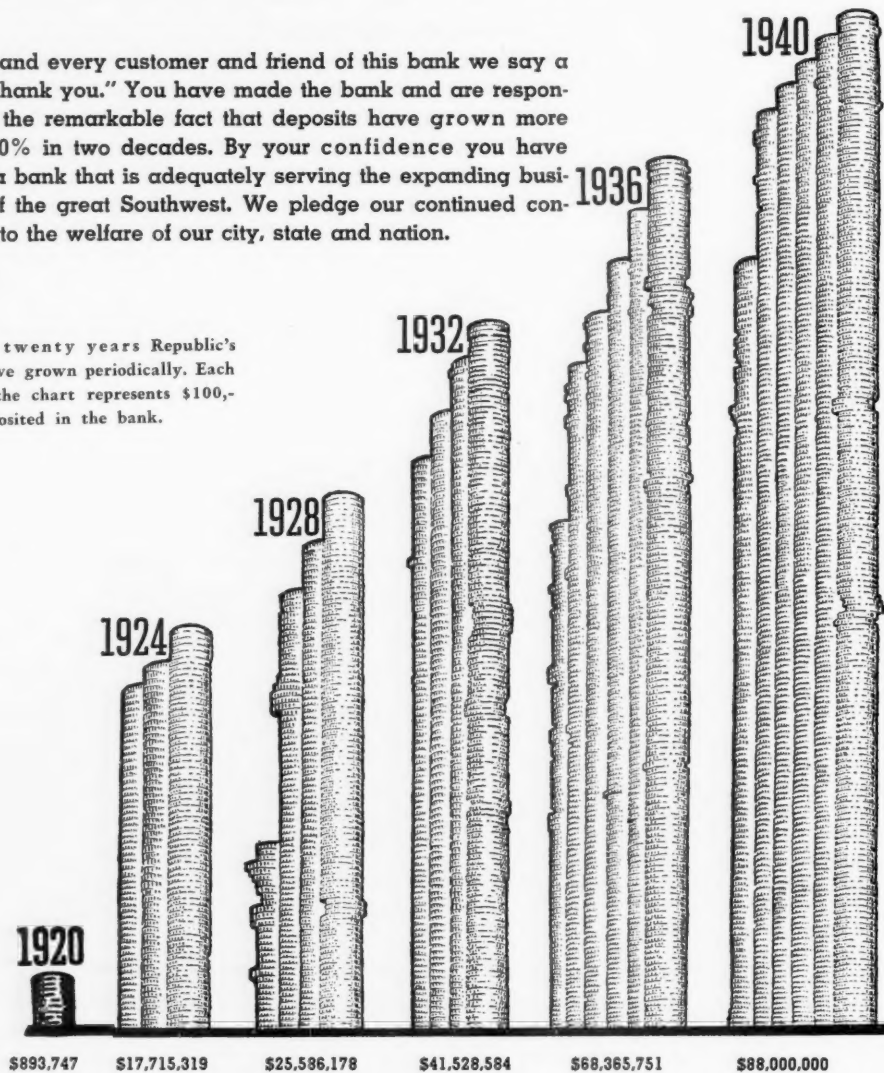 and every customer and friend of this bank we say a
hank you." You have made the bank and are respon-
the remarkable fact that deposits have grown more
0% in two decades. By your confidence you have
a bank that is adequately serving the expanding busi-
f the great Southwest. We pledge our continued con-
to the welfare of our city, state and nation.
twenty years Republic's
ve grown periodically. Each
the chart represents $100,-
osited in the bank.
1920
1924
1928
1932
1936
1940
$893,747 $17,715,319 $25,586,178 $41,528,584 $68,365,751 $88,000,000